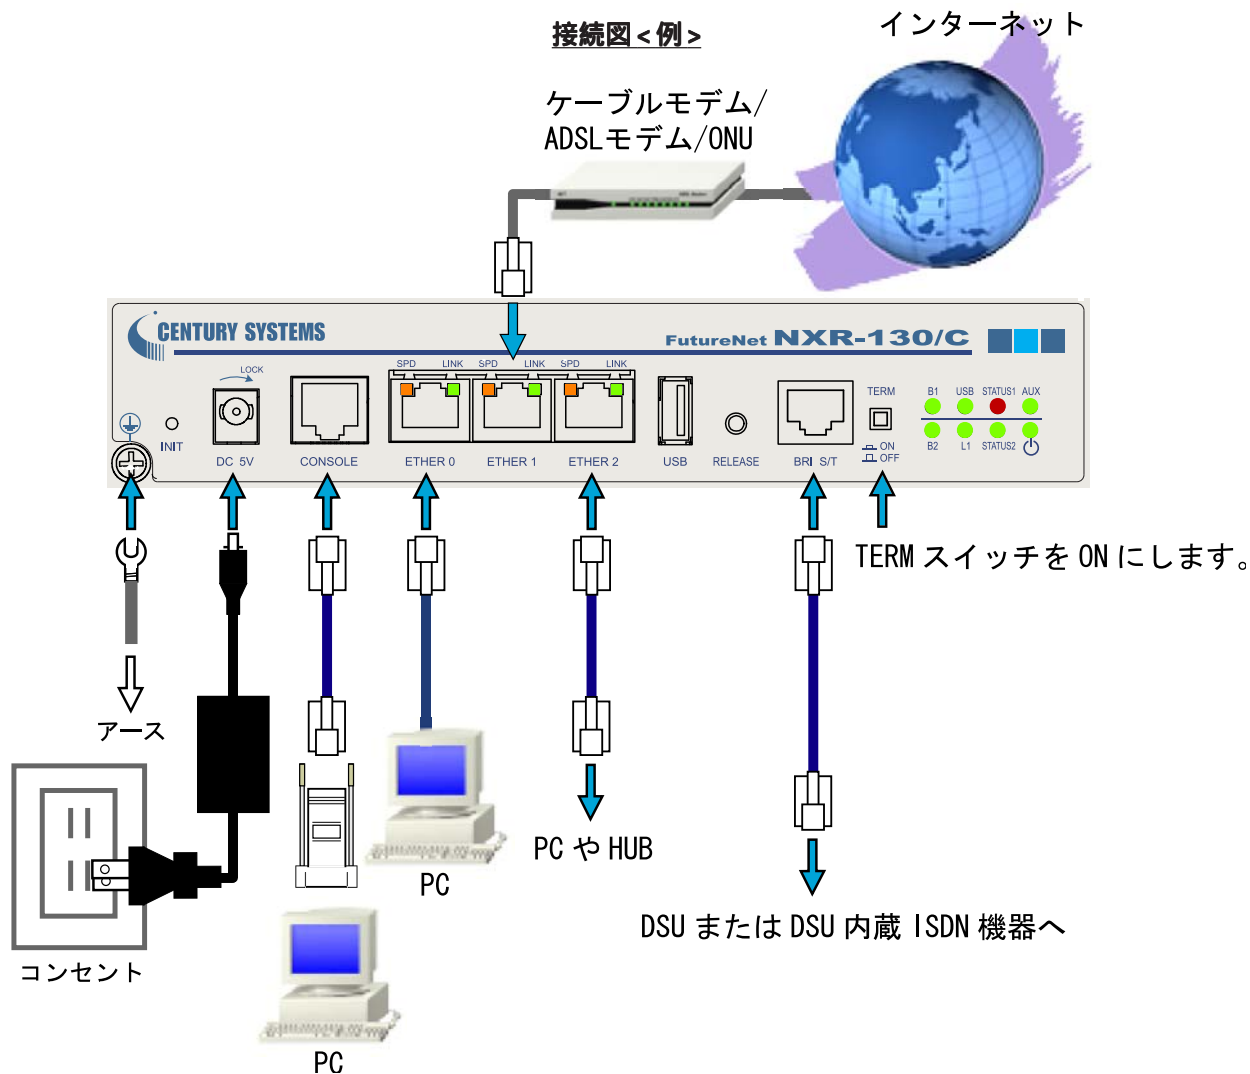 接続図<例>
インターネット
ケーブルモデム/
ADSLモデム/ONU
CENTURY SYSTEMS
FutureNet NXR-130/C
SPD LINK SPD LINK SPD LINK
LOCK
TERM
B1 USB STATUS1 AUX
INIT
ON
OFF
B2 L1 STATUS2
DC 5V
CONSOLE
ETHER 0
ETHER 1
ETHER 2
USB
RELEASE
BRI S/T
TERM スイッチを ON にします。
アース
PC や HUB
PC
DSU または DSU 内蔵 ISDN 機器へ
コンセント
PC